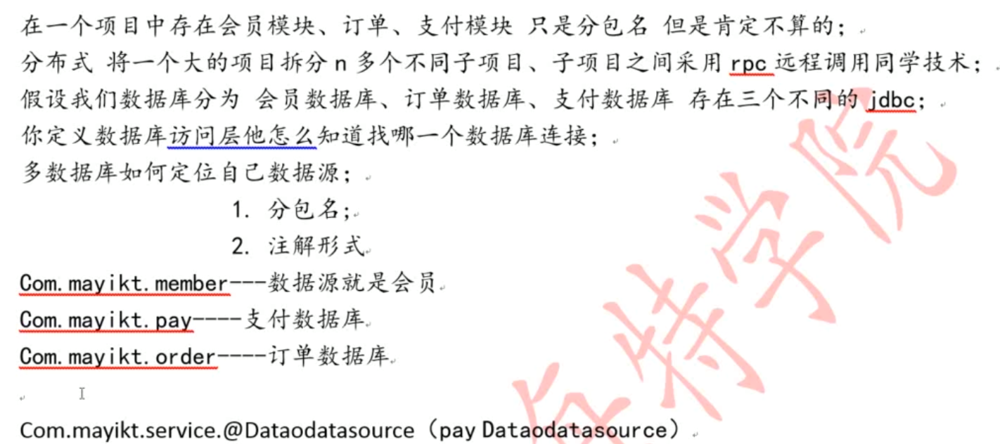 在一个项目中存在会员模块、订单、支付模块 只是分包名 但是肯定不算的；
分布式 将一个大的项目拆分 n 多个不同子项目、子项目之间采用 rpc 远程调用同学技术；
假设我们数据库分为 会员数据库、订单数据库、支付数据库 存在三个不同的 jdbc；
你定义数据库访问层他怎么知道找哪一个数据库连接；
多数据库如何定位自己数据源；
1. 分包名；
2. 注解形式
Com.mayikt.member---数据源就是会员
Com.mayikt.pay----支付数据库
Com.mayikt.order----订单数据库
Com.mayikt.service.@Dataodatasource（pay Dataodatasource）
特学院